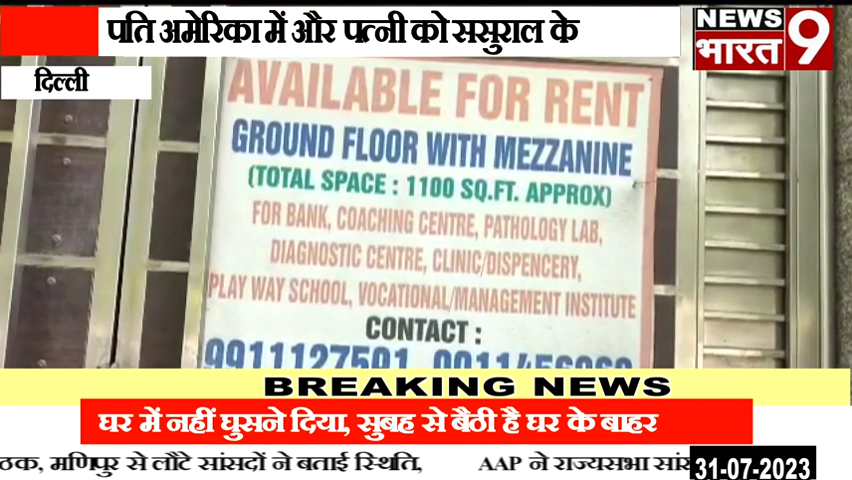 पति अमेरिका में और पत्नी को ससुराल के
NEWS
भारत 9
दिल्ली
AVAILABLE FOR RENT
GROUND FLOOR WITH MEZZANINE
(TOTAL SPACE : 1100 SQ.FT. APPROX)
FOR BANK, COACHING CENTRE, PATHOLOGY LAB,
DIAGNOSTIC CENTRE, CLINIC/DISPENCERY,
PLAY WAY SCHOOL, VOCATIONAL/MANAGEMENT INSTITUTE
CONTACT :
9911127591
BREAKING NEWS
घर में नहीं घुसने दिया, सुबह से बैठी है घर के बाहर
मणिपुर से लौटे सांसदों ने बताई स्थिति, AAP ने राज्यसभा
31-07-2023